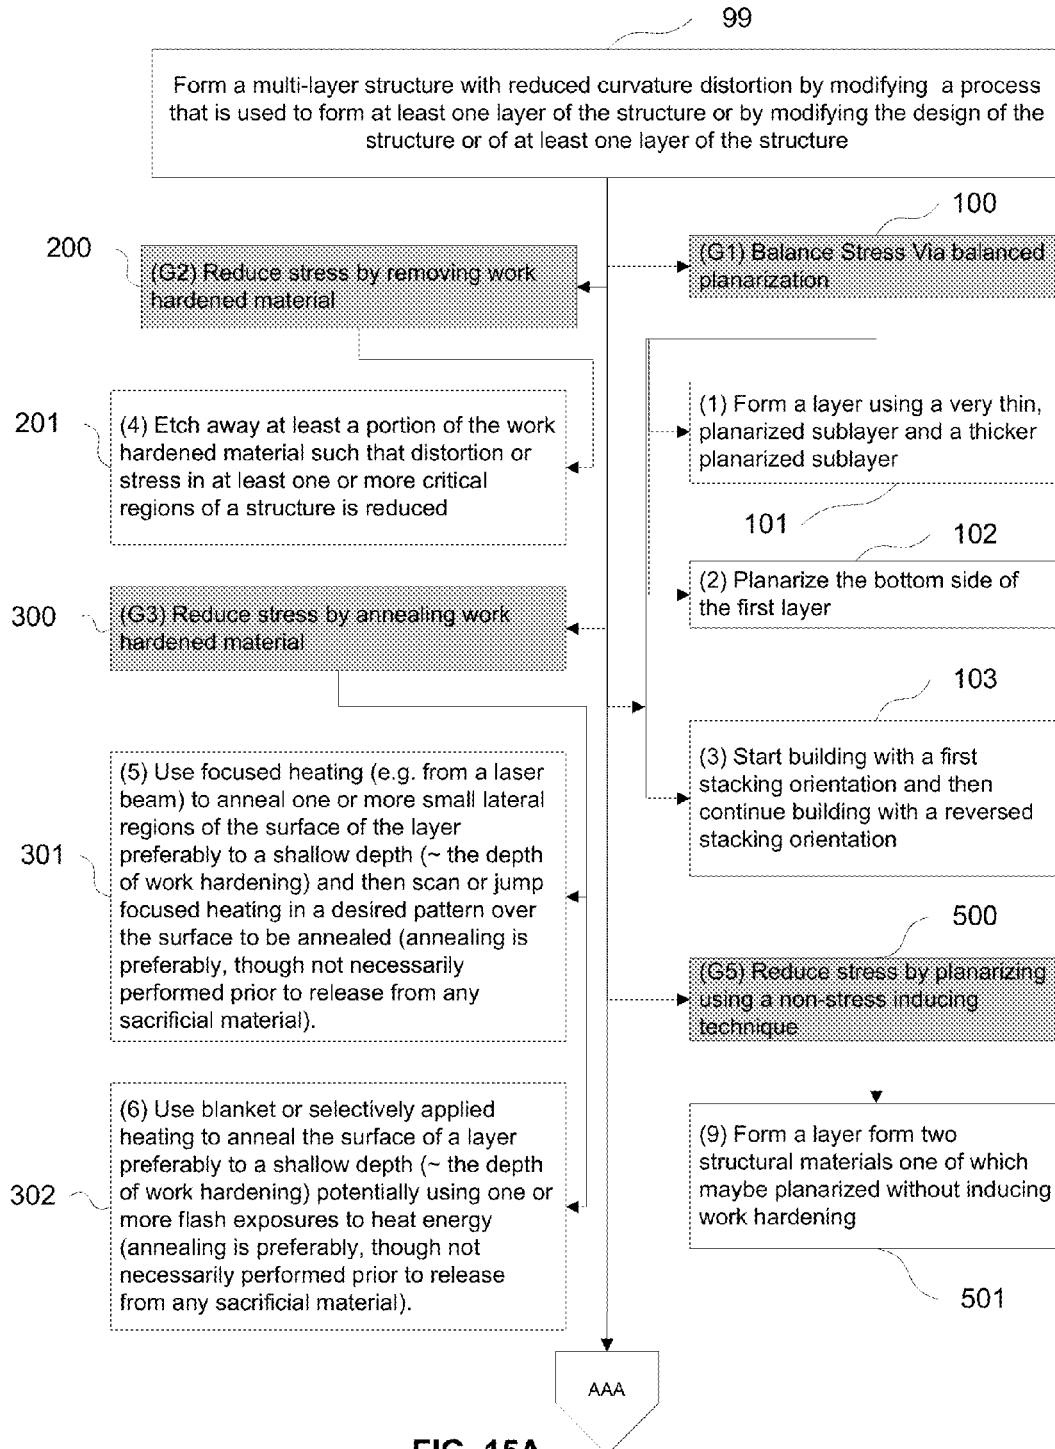 99
Form a multi-layer structure with reduced curvature distortion by modifying a process
that is used to form at least one layer of the structure or by modifying the design of the
structure or of at least one layer of the structure
100
(G1) Balance Stress Via balanced
planarization
200
(G2) Reduce stress by removing work
hardened material
201
(4) Etch away at least a portion of the work
hardened material such that distortion or
stress in at least one or more critical
regions of a structure is reduced
(1) Form a layer using a very thin,
planarized sublayer and a thicker
planarized sublayer
101
102
(2) Planarize the bottom side of
the first layer
300
(G3) Reduce stress by annealing work
hardened material
103
(3) Start building with a first
stacking orientation and then
continue building with a reversed
stacking orientation
301
(5) Use focused heating (e.g. from a laser
beam) to anneal one or more small lateral
regions of the surface of the layer
preferably to a shallow depth (~ the depth
of work hardening) and then scan or jump
focused heating in a desired pattern over
the surface to be annealed (annealing is
preferably, though not necessarily
performed prior to release from any
sacrificial material).
500
(G5) Reduce stress by planarizing
using a non-stress inducing
technique
302
(6) Use blanket or selectively applied
heating to anneal the surface of a layer
preferably to a shallow depth (~ the depth
of work hardening) potentially using one or
more flash exposures to heat energy
(annealing is preferably, though not
necessarily performed prior to release
from any sacrificial material).
(9) Form a layer form two
structural materials one of which
maybe planarized without inducing
work hardening
501
AAA
FIG. 15A